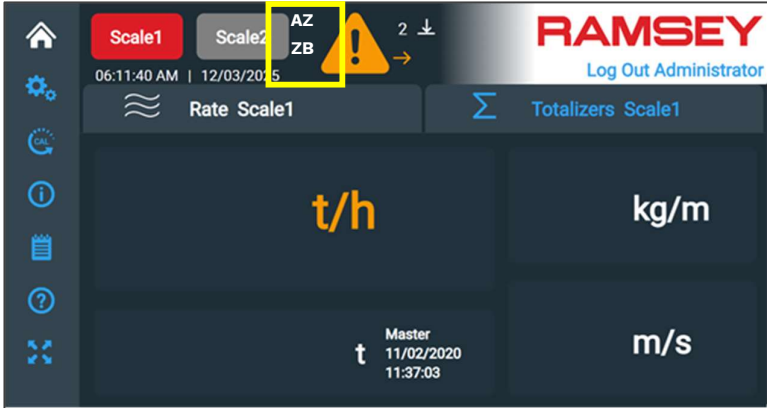 Scale1 Scale2 AZ
ZB
2
RAMSEY
Log Out Administrator
06:11:40 AM | 12/03/2025
Rate Scale1
Σ Totalizers Scale1
CAL
t/h
kg/m
t
Master
11/02/2020
11:37:03
m/s